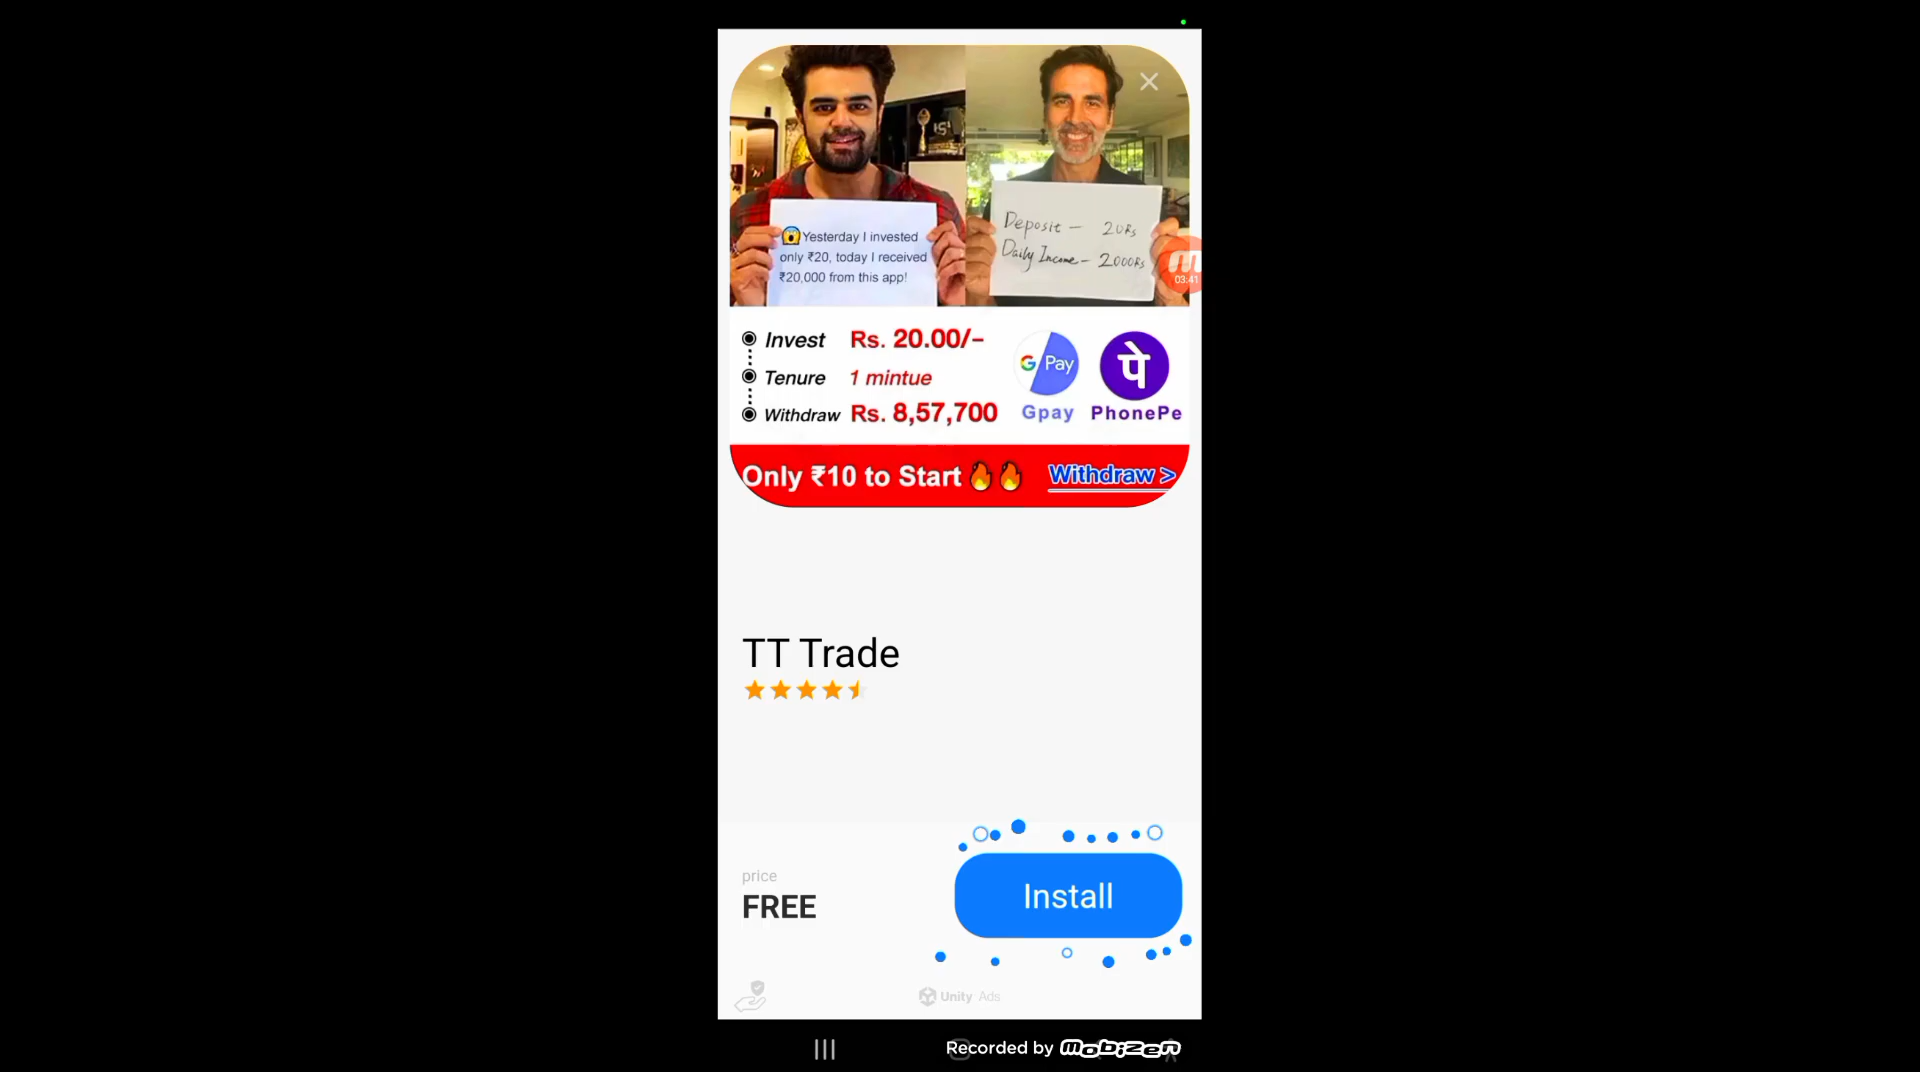 😱Yesterday I invested
only ₹20, today I received
₹20,000 from this app!
Deposit — 20Rs
Daily Income — 2000Rs
03:41
Invest Rs. 20.00/-
Tenure 1 mintue
Withdraw Rs. 8,57,700
G Pay
पे
Gpay
PhonePe
Only ₹10 to Start🔥🔥
Withdraw >
TT Trade
price
FREE
Install
Unity Ads
Recorded by mobizen